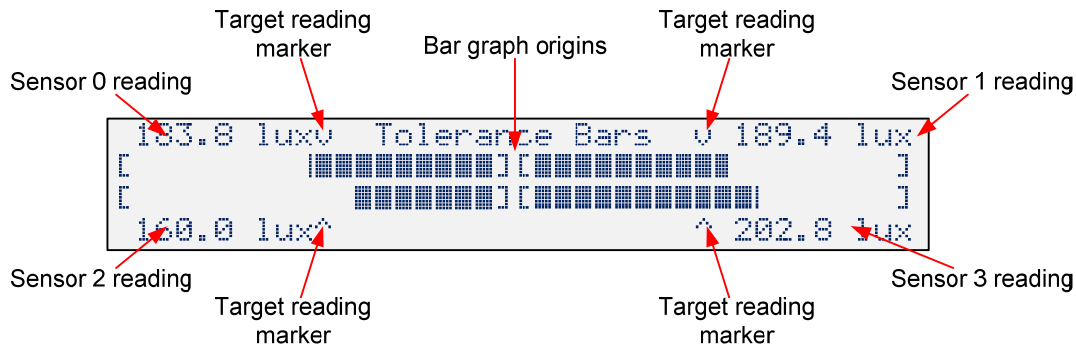 Target reading
marker
Target reading
marker
Bar graph origins
Sensor 0 reading
Sensor 1 reading
183.8 luxv Tolerance Bars v 189.4 lux
[ ][ ]
[ ][ ]
160.0 lux^ ^ 202.8 lux
Sensor 2 reading
Sensor 3 reading
Target reading
marker
Target reading
marker